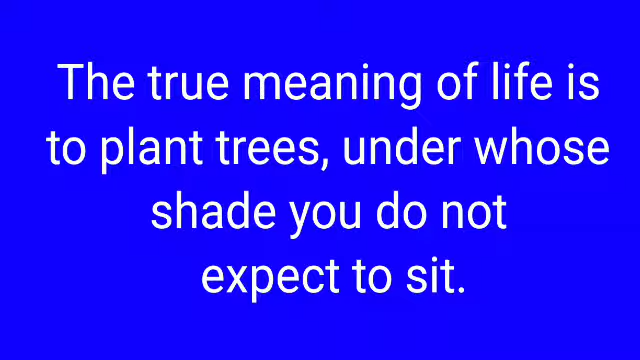 The true meaning of life is
to plant trees, under whose
shade you do not
expect to sit.